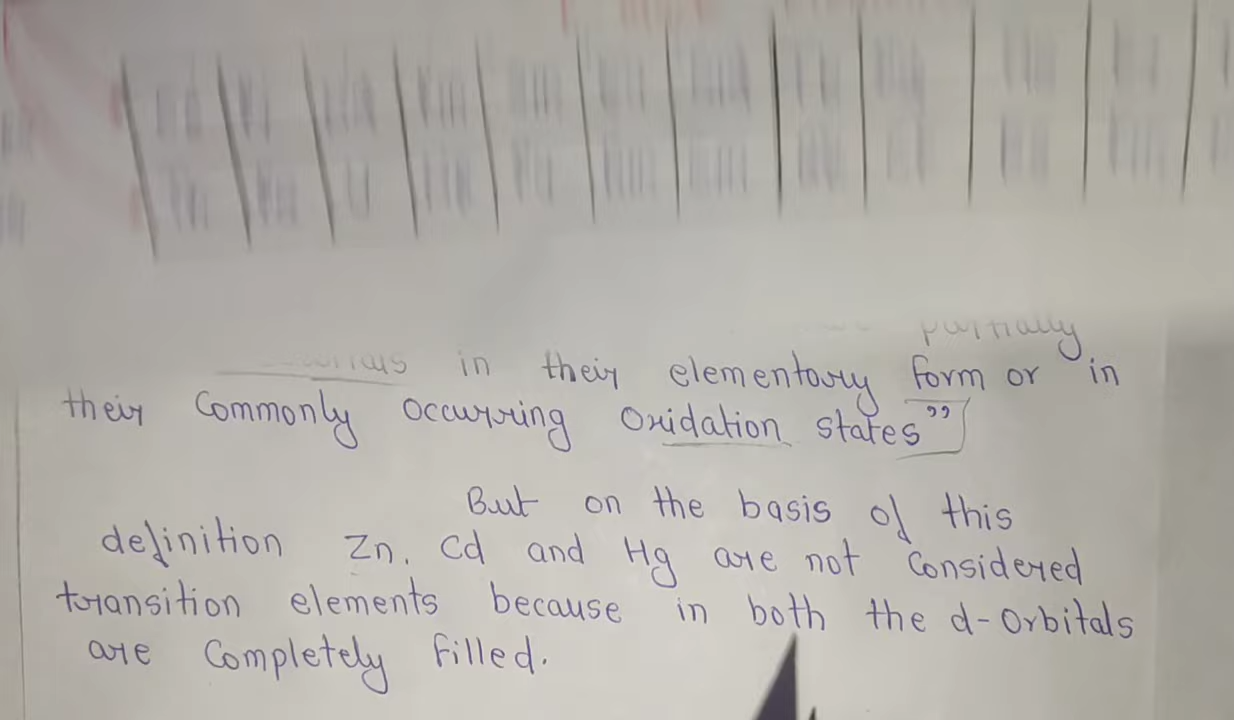 partially
in their elementary form or in
their Commonly occurring Oxidation states”
But on the basis of this
definition Zn, Cd and Hg are not Considered
transition elements because in both the d-Orbitals
are Completely filled.